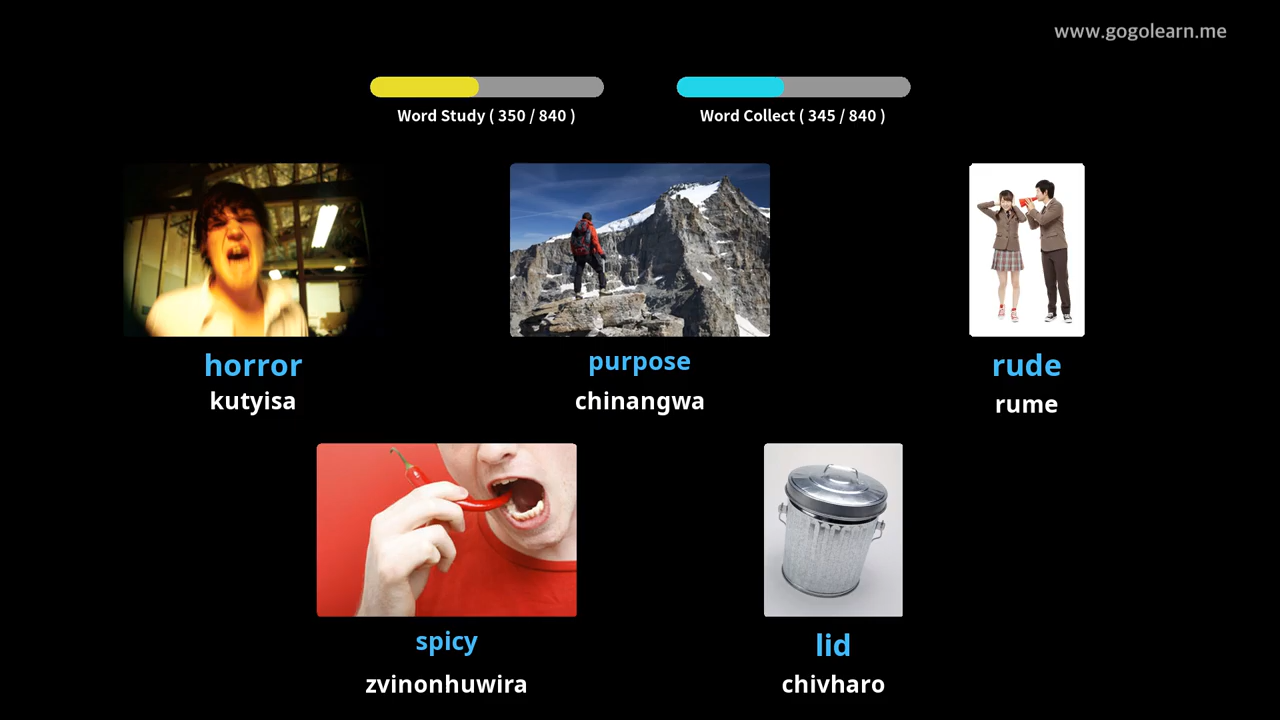 www.gogolearn.me
Word Study ( 350 / 840 )
Word Collect ( 345 / 840 )
horror
kutyisa
purpose
chinangwa
rude
rume
spicy
zvinonhuwira
lid
chivharo